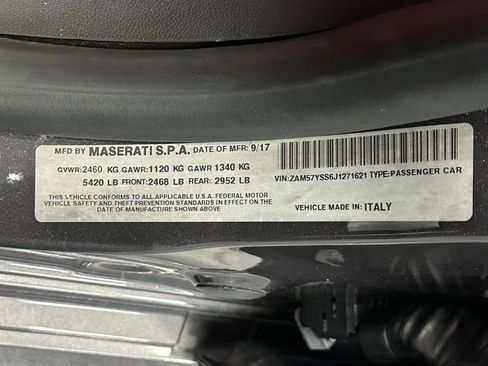 MFD BY MASERATI S.P.A. DATE OF MFR: 9/17
GVWR:2460 KG GAWR:1120 KG GAWR 1340 KG
5420 LB FRONT:2468 LB REAR: 2952 LB
VIN:ZAM57YSS6J1271621 TYPE:PASSENGER CAR
THIS VEHICLE CONFORMS TO ALL APPLICABLE U.S.A. FEDERAL MOTOR
VEHICLE SAFETY AND THEFT PREVENTION STANDARDS IN EFFECT ON THE
DATE OF MANUFACTURE SHOWN ABOVE
MADE IN: ITALY